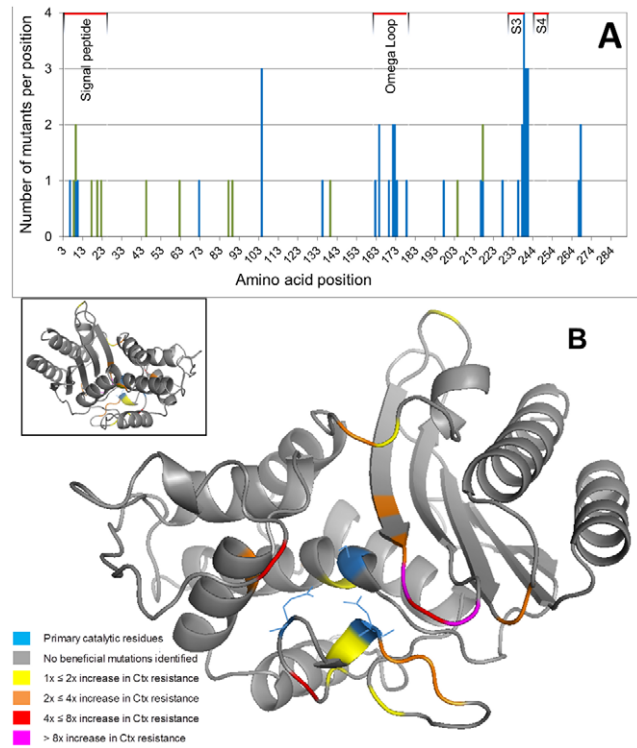 A
Number of mutants per position
4
3
2
1
0
Signal peptide
Omega Loop
S3
S4
3 13 23 33 43 53 63 73 83 93 103 113 123 133 143 153 163 173 183 193 203 213 223 233 244 254 264 274 284
Amino acid position
B
Primary catalytic residues
No beneficial mutations identified
1x ≤ 2x increase in Ctx resistance
2x ≤ 4x increase in Ctx resistance
4x ≤ 8x increase in Ctx resistance
> 8x increase in Ctx resistance